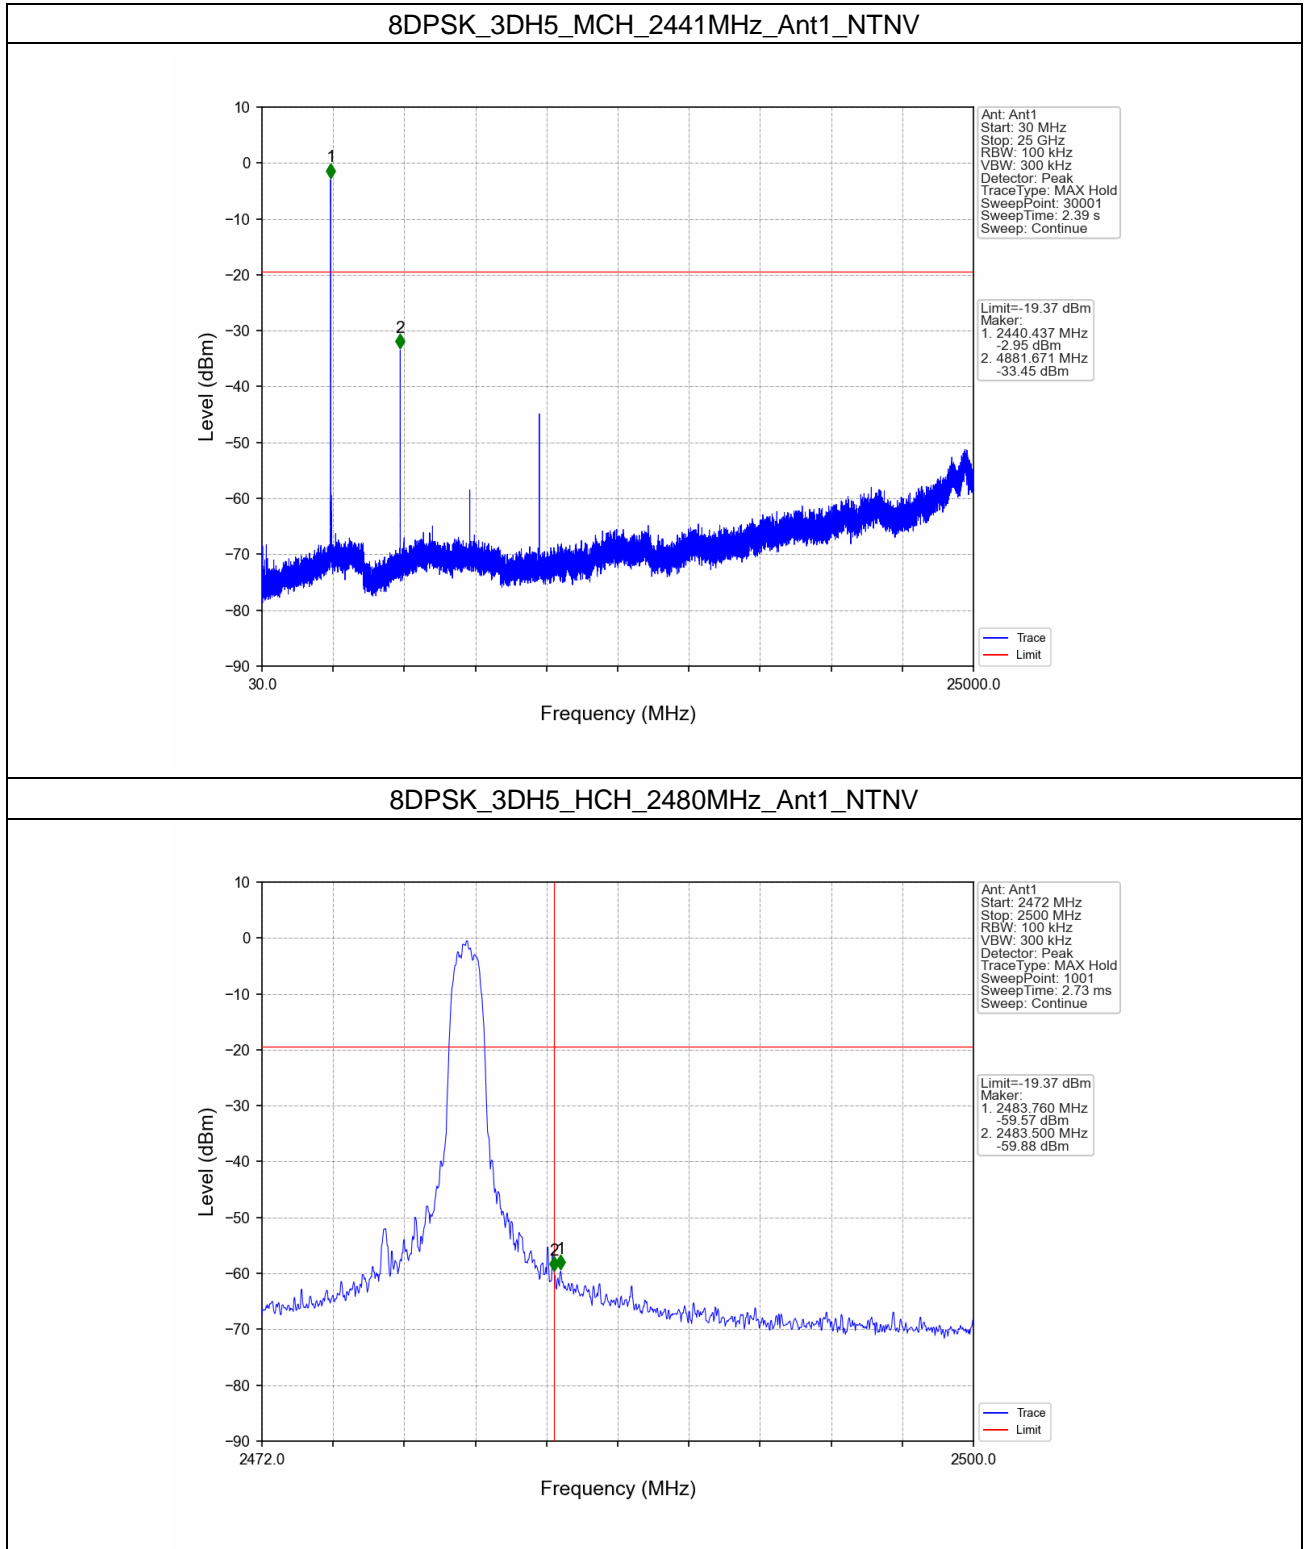 8DPSK_3DH5_MCH_2441MHz_Ant1_NTNV
10
0
−10
−20
−30
−40
−50
−60
−70
−80
−90
Level (dBm)
1
2
30.0
25000.0
Frequency (MHz)
Ant: Ant1
Start: 30 MHz
Stop: 25 GHz
RBW: 100 kHz
VBW: 300 kHz
Detector: Peak
TraceType: MAX Hold
SweepPoint: 30001
SweepTime: 2.39 s
Sweep: Continue
Limit=-19.37 dBm
Maker:
1. 2440.437 MHz
-2.95 dBm
2. 4881.671 MHz
-33.45 dBm
Trace
Limit
8DPSK_3DH5_HCH_2480MHz_Ant1_NTNV
10
0
−10
−20
−30
−40
−50
−60
−70
−80
−90
Level (dBm)
2
1
2472.0
2500.0
Frequency (MHz)
Ant: Ant1
Start: 2472 MHz
Stop: 2500 MHz
RBW: 100 kHz
VBW: 300 kHz
Detector: Peak
TraceType: MAX Hold
SweepPoint: 1001
SweepTime: 2.73 ms
Sweep: Continue
Limit=-19.37 dBm
Maker:
1. 2483.760 MHz
-59.57 dBm
2. 2483.500 MHz
-59.88 dBm
Trace
Limit